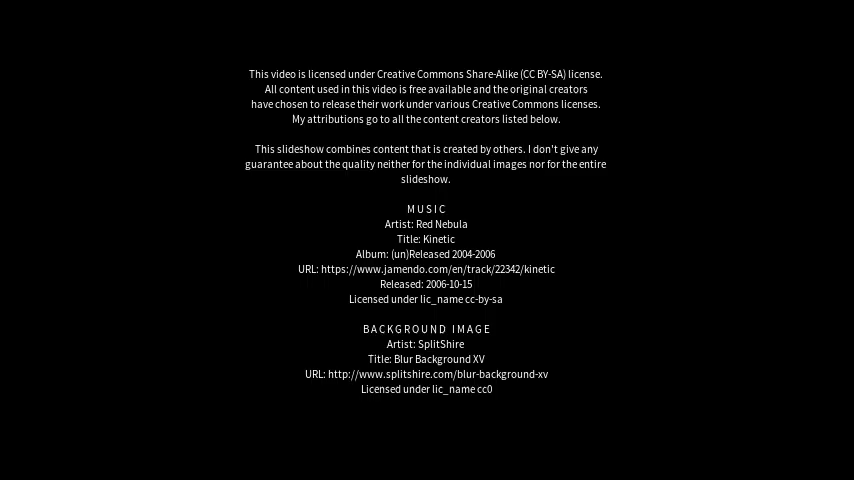 This video is licensed under Creative Commons Share-Alike (CC BY-SA) license.
All content used in this video is free available and the original creators
have chosen to release their work under various Creative Commons licenses.
My attributions go to all the content creators listed below.
This slideshow combines content that is created by others. I don't give any
guarantee about the quality neither for the individual images nor for the entire
slideshow.
MUSIC
Artist: Red Nebula
Title: Kinetic
Album: (un)Released 2004-2006
URL: https://www.jamendo.com/en/track/22342/kinetic
Released: 2006-10-15
Licensed under lic_name cc-by-sa
BACKGROUND IMAGE
Artist: SplitShire
Title: Blur Background XV
URL: http://www.splitshire.com/blur-background-xv
Licensed under lic_name cc0